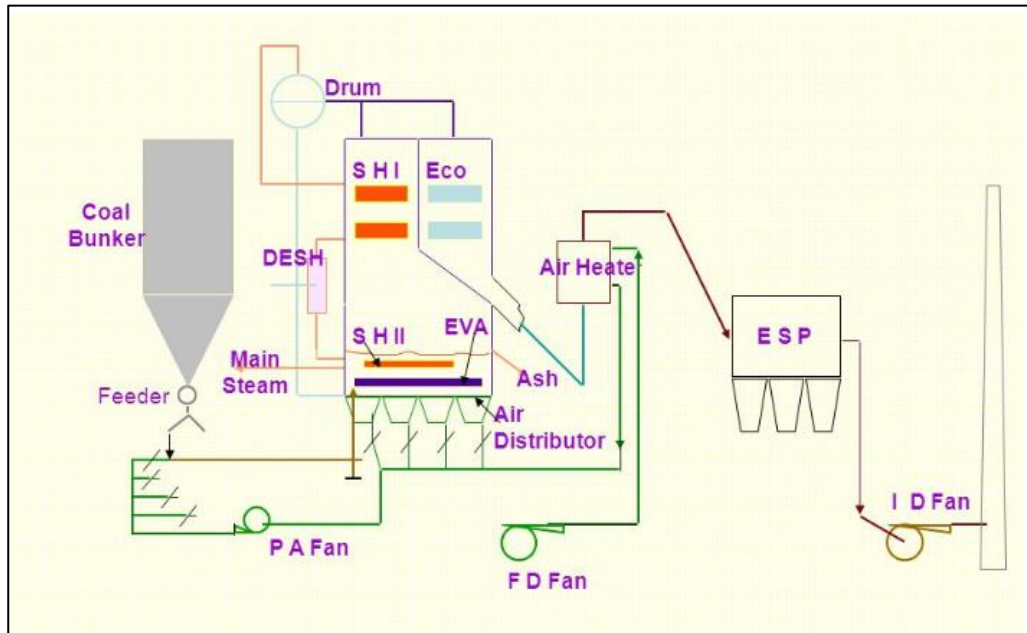 Drum
S H I Eco
Coal
Bunker
DESH
Air Heate
S H II
EVA
E S P
Main
Steam
Ash
Feeder
Air
Distributor
P A Fan
F D Fan
I D Fan